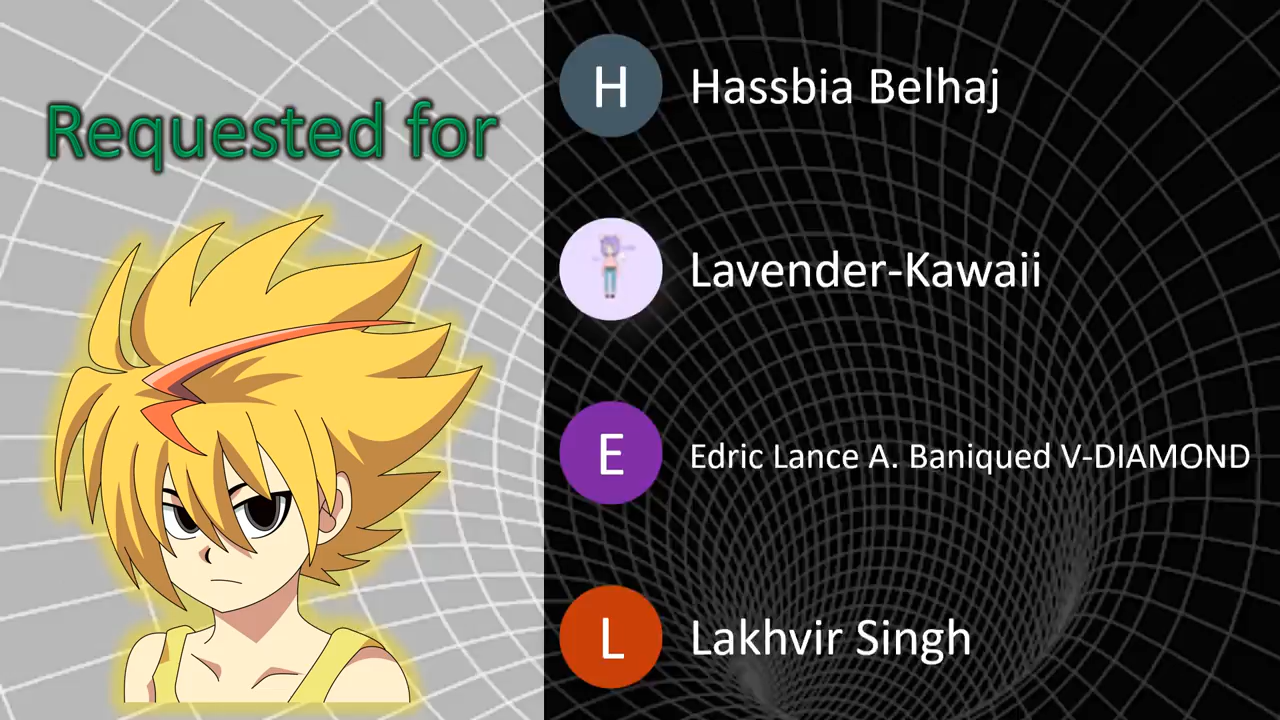 Requested for
H
Hassbia Belhaj
Lavender-Kawaii
E
Edric Lance A. Baniqued V-DIAMOND
L
Lakhvir Singh